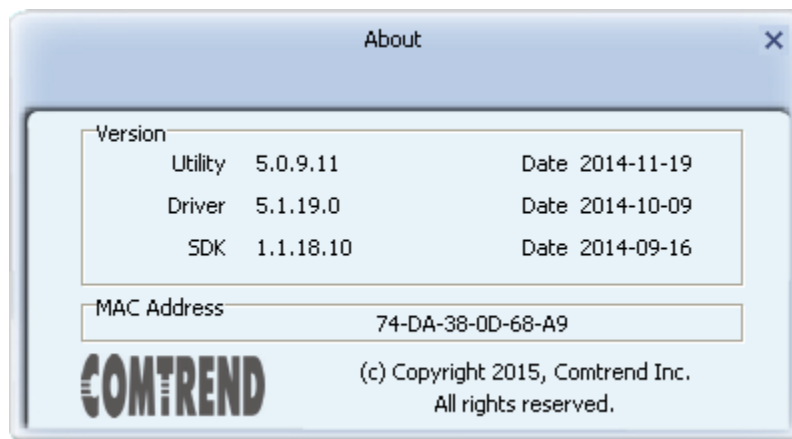 About
Version
Utility 5.0.9.11 Date 2014-11-19
Driver 5.1.19.0 Date 2014-10-09
SDK 1.1.18.10 Date 2014-09-16
MAC Address
74-DA-38-0D-68-A9
COMTREND
(c) Copyright 2015, Comtrend Inc.
All rights reserved.